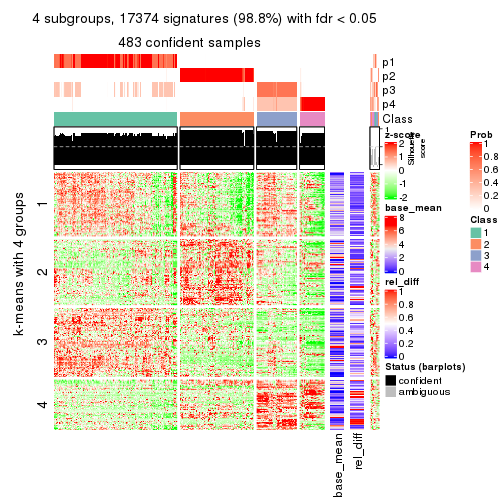 4 subgroups, 17374 signatures (98.8%) with fdr < 0.05
483 confident samples
p1
p2
p3
p4
Class
1
Silhouette
score
k-means with 4 groups
1
2
3
4
base_mean
rel_diff
z-score
2
1
0
-1
-2
base_mean
8
6
4
2
0
rel_diff
1
0.8
0.6
0.4
0.2
0
Status (barplots)
confident
ambiguous
Prob
1
0.8
0.6
0.4
0.2
0
Class
1
2
3
4